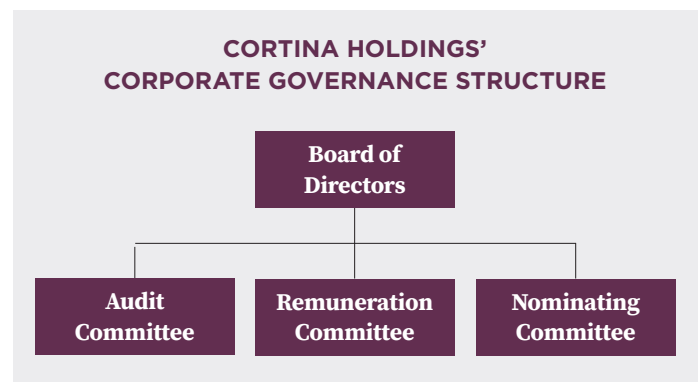 CORTINA HOLDINGS’
CORPORATE GOVERNANCE STRUCTURE
Board of
Directors
Audit
Committee
Remuneration
Committee
Nominating
Committee